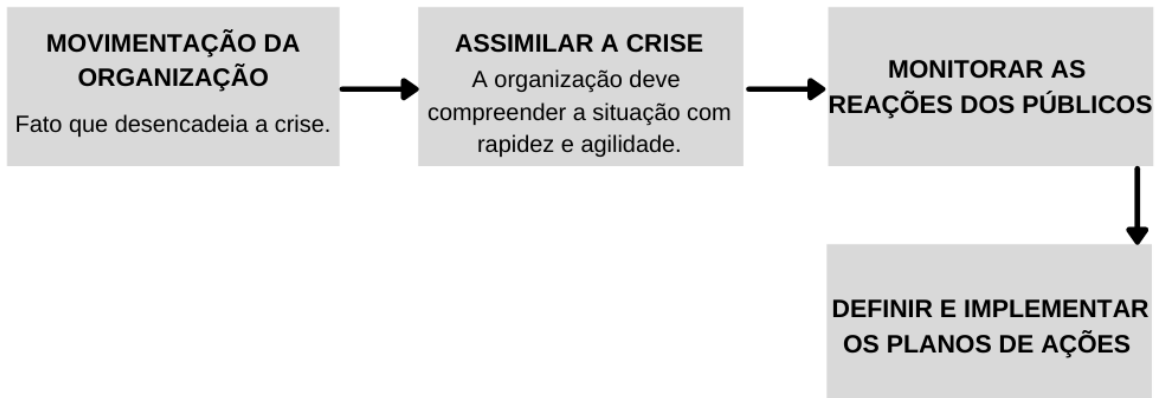 MOVIMENTAÇÃO DA
ORGANIZAÇÃO
Fato que desencadeia a crise.
ASSIMILAR A CRISE
A organização deve
compreender a situação com
rapidez e agilidade.
MONITORAR AS
REAÇÕES DOS PÚBLICOS
DEFINIR E IMPLEMENTAR
OS PLANOS DE AÇÕES